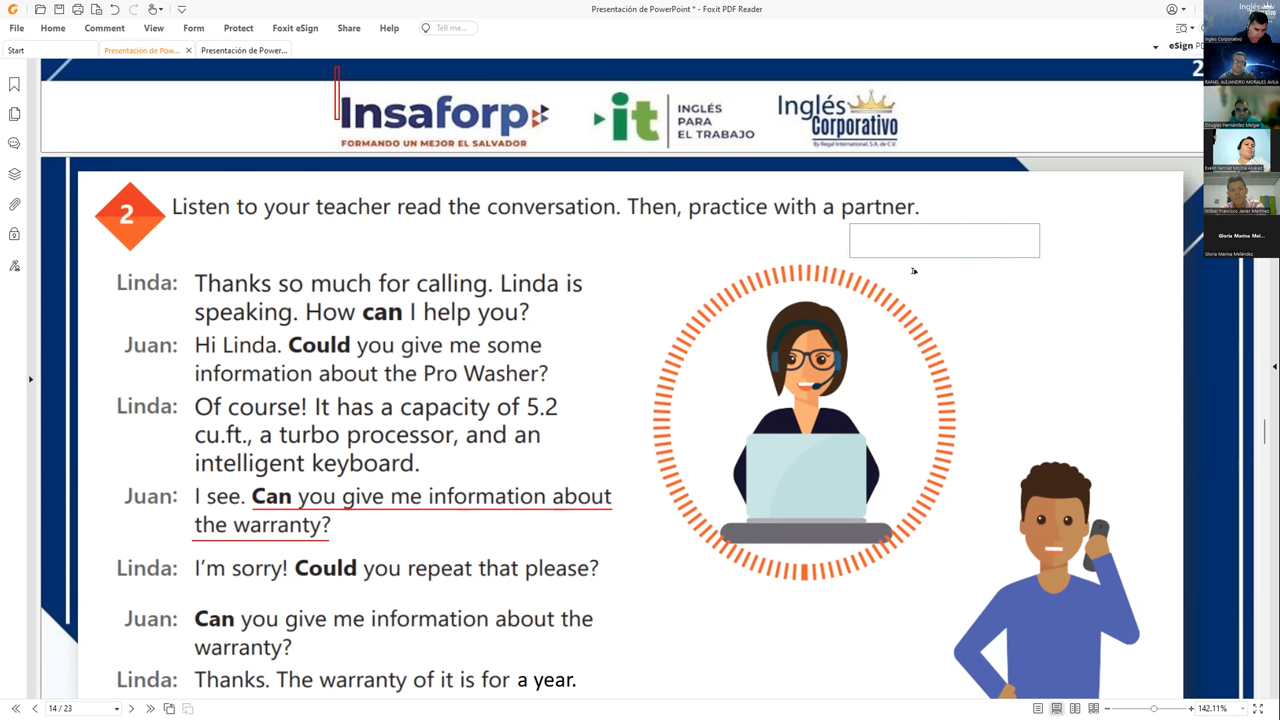 Presentación de PowerPoint * - Foxit PDF Reader
File Home Comment View Form Protect Foxit eSign Share Help Tell me...
Start Presentación de Pow... Presentación de Power... eSign
Insaforp
FORMANDO UN MEJOR EL SALVADOR
it
INGLÉS
PARA
EL TRABAJO
Inglés
Corporativo
By Regal International, S.A. de C.V.
2
2 Listen to your teacher read the conversation. Then, practice with a partner.
Linda: Thanks so much for calling. Linda is
speaking. How can I help you?
Juan: Hi Linda. Could you give me some
information about the Pro Washer?
Linda: Of course! It has a capacity of 5.2
cu.ft., a turbo processor, and an
intelligent keyboard.
Juan: I see. Can you give me information about
the warranty?
Linda: I'm sorry! Could you repeat that please?
Juan: Can you give me information about the
warranty?
Linda: Thanks. The warranty of it is for a year.
Inglés Corporativo
RAFAEL ALEJANDRO MORALES AVILA
Douglas Hernández Melgar
Evelin Yamilet Molina Alvarez
Wilber Francisco Javier Martinez
Gloria Marina Mel...
Gloria Marina Meléndez
14 / 23
142.11%